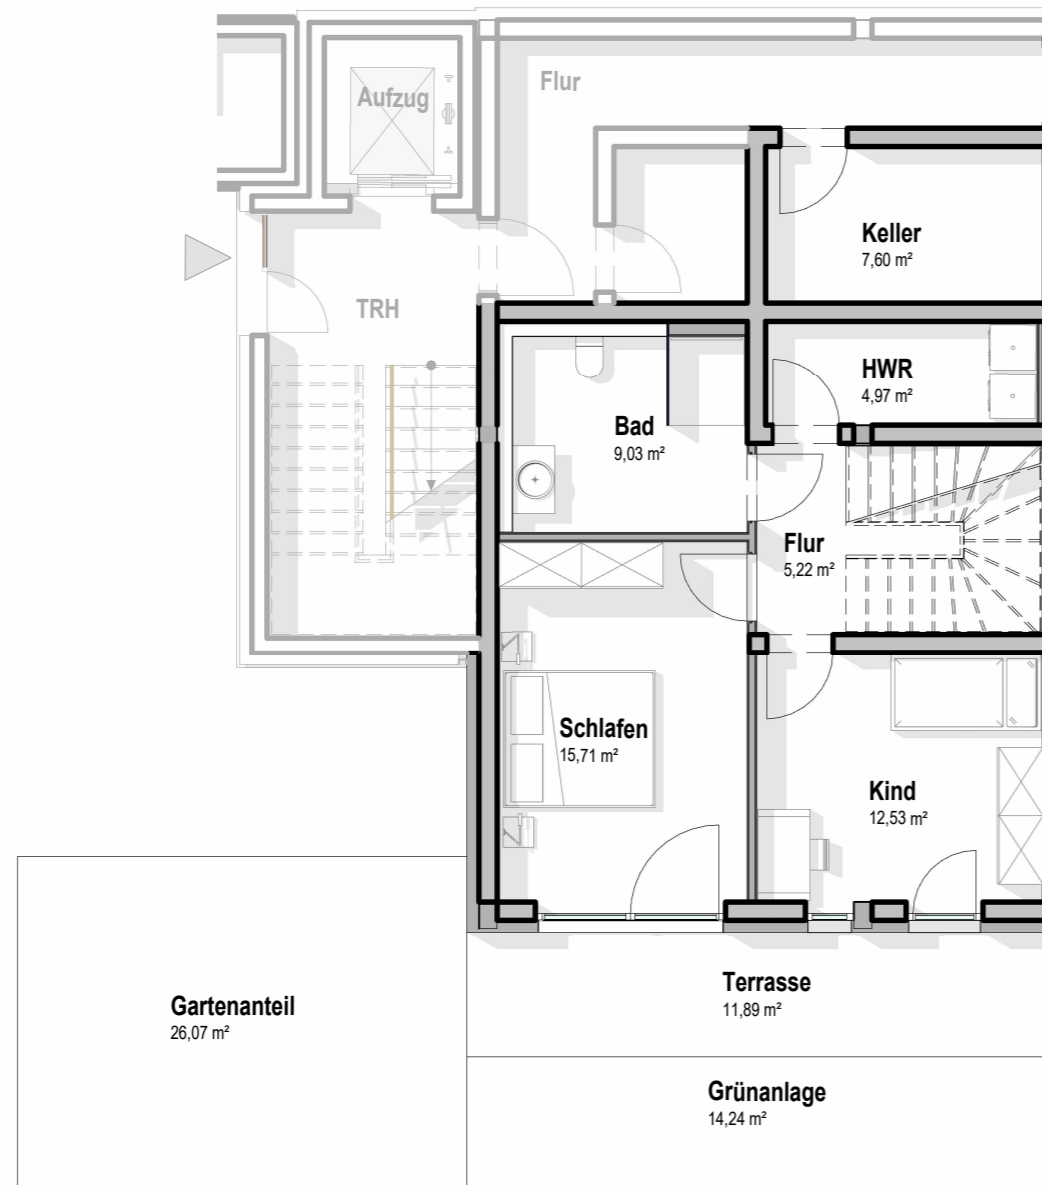 Flur
Aufzug
Keller
7,60 m²
TRH
HWR
4,97 m²
Bad
9,03 m²
Flur
5,22 m²
Schlafen
15,71 m²
Kind
12,53 m²
Terrasse
11,89 m²
Gartenanteil
26,07 m²
Grünanlage
14,24 m²